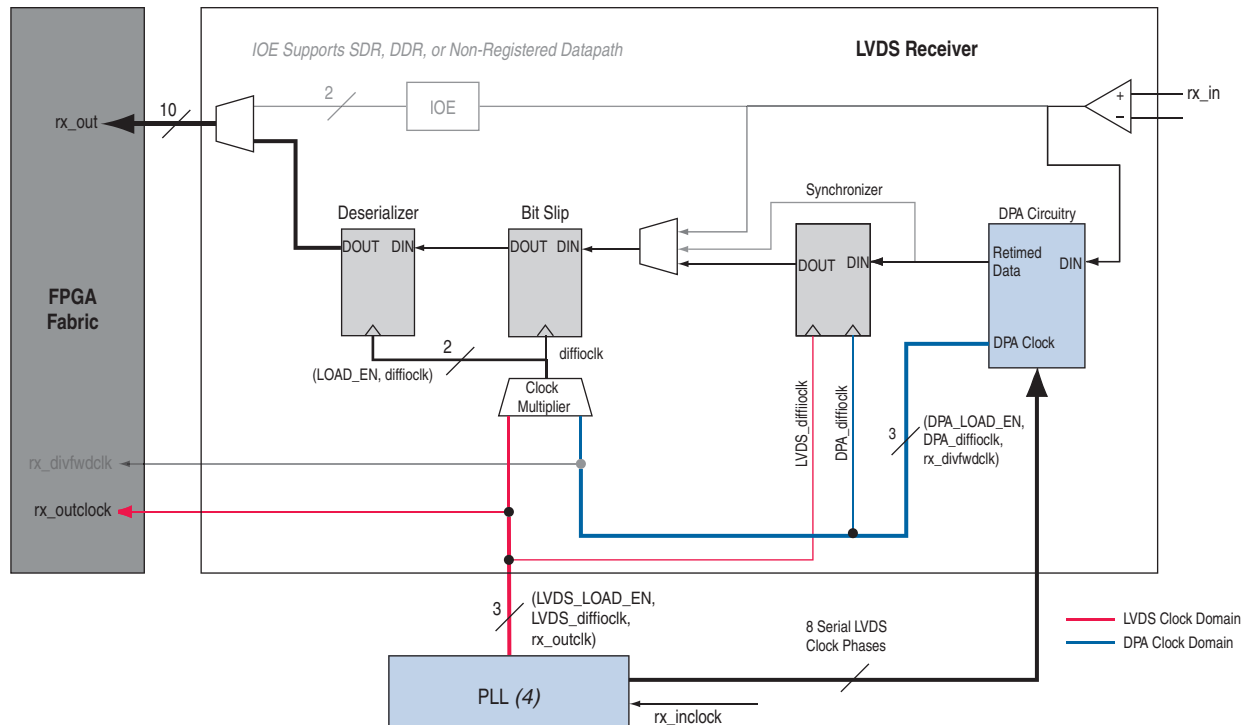 IOE Supports SDR, DDR, or Non-Registered Datapath
LVDS Receiver
2
IOE
+
–
rx_in
10
rx_out
Synchronizer
Deserializer
Bit Slip
DPA Circuitry
DOUT DIN
DOUT DIN
DOUT DIN
Retimed
Data
DIN
FPGA
Fabric
DPA Clock
2
(LOAD_EN, diffioclk)
diffioclk
Clock
Multiplier
LVDS_diffiioclk
DPA_diffioclk
3
(DPA_LOAD_EN,
DPA_diffioclk,
rx_divfwdclk)
rx_divfwdclk
rx_outclock
3
(LVDS_LOAD_EN,
LVDS_diffioclk,
rx_outclk)
8 Serial LVDS
Clock Phases
LVDS Clock Domain
DPA Clock Domain
PLL (4)
rx_inclock